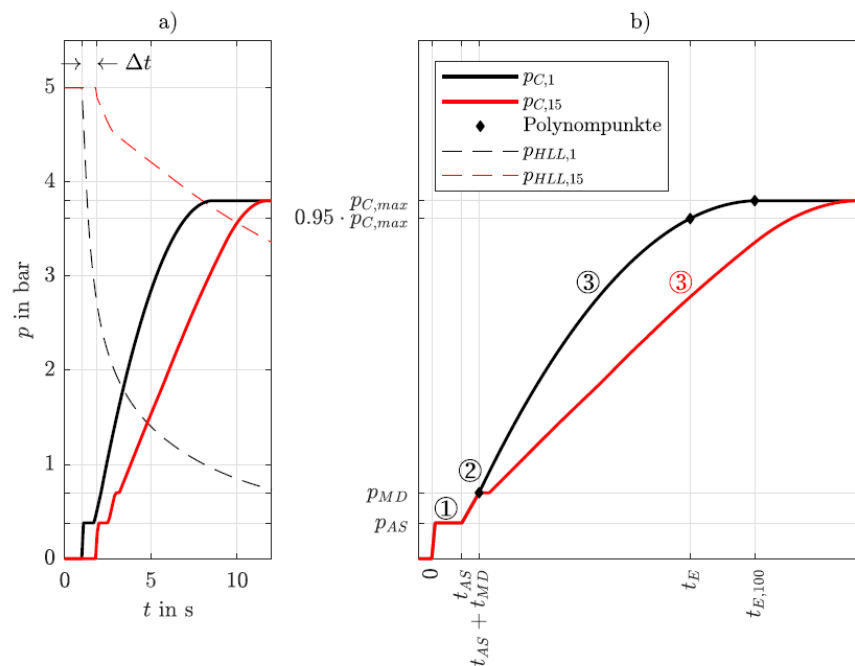 a)
b)
Δt
5
4
3
2
1
0
p in bar
0
5
10
t in s
p_{C,1}
p_{C,15}
Polynompunkte
p_{HLL,1}
p_{HLL,15}
p_{C,max}
0.95 · p_{C,max}
p_{MD}
p_{AS}
①
②
③
③
0
t_{AS}
t_{AS} + t_{MD}
t_E
t_{E,100}